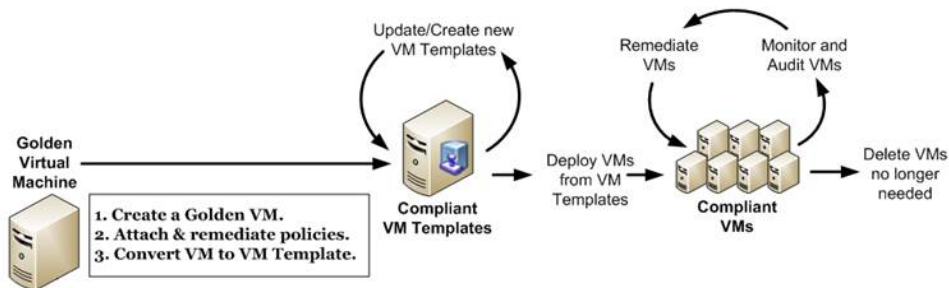 Golden
Virtual
Machine
1. Create a Golden VM.
2. Attach & remediate policies.
3. Convert VM to VM Template.
Update/Create new
VM Templates
Compliant
VM Templates
Deploy VMs
from VM
Templates
Remediate
VMs
Monitor and
Audit VMs
Compliant
VMs
Delete VMs
no longer
needed